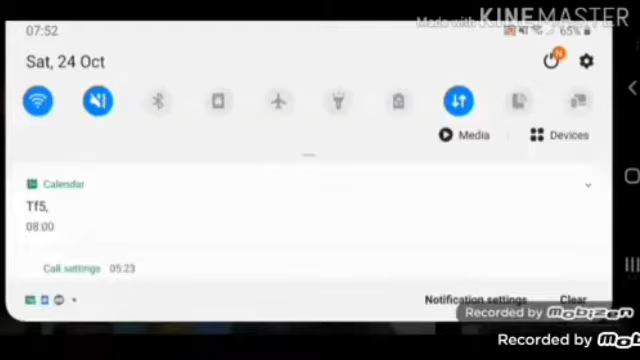 Made with KINEMASTER
07:52 65%
Sat, 24 Oct N
Media Devices
Calendar
Tf5,
08:00
Call settings 05:23
Notification settings Clear
Recorded by MOBIZEN
Recorded by